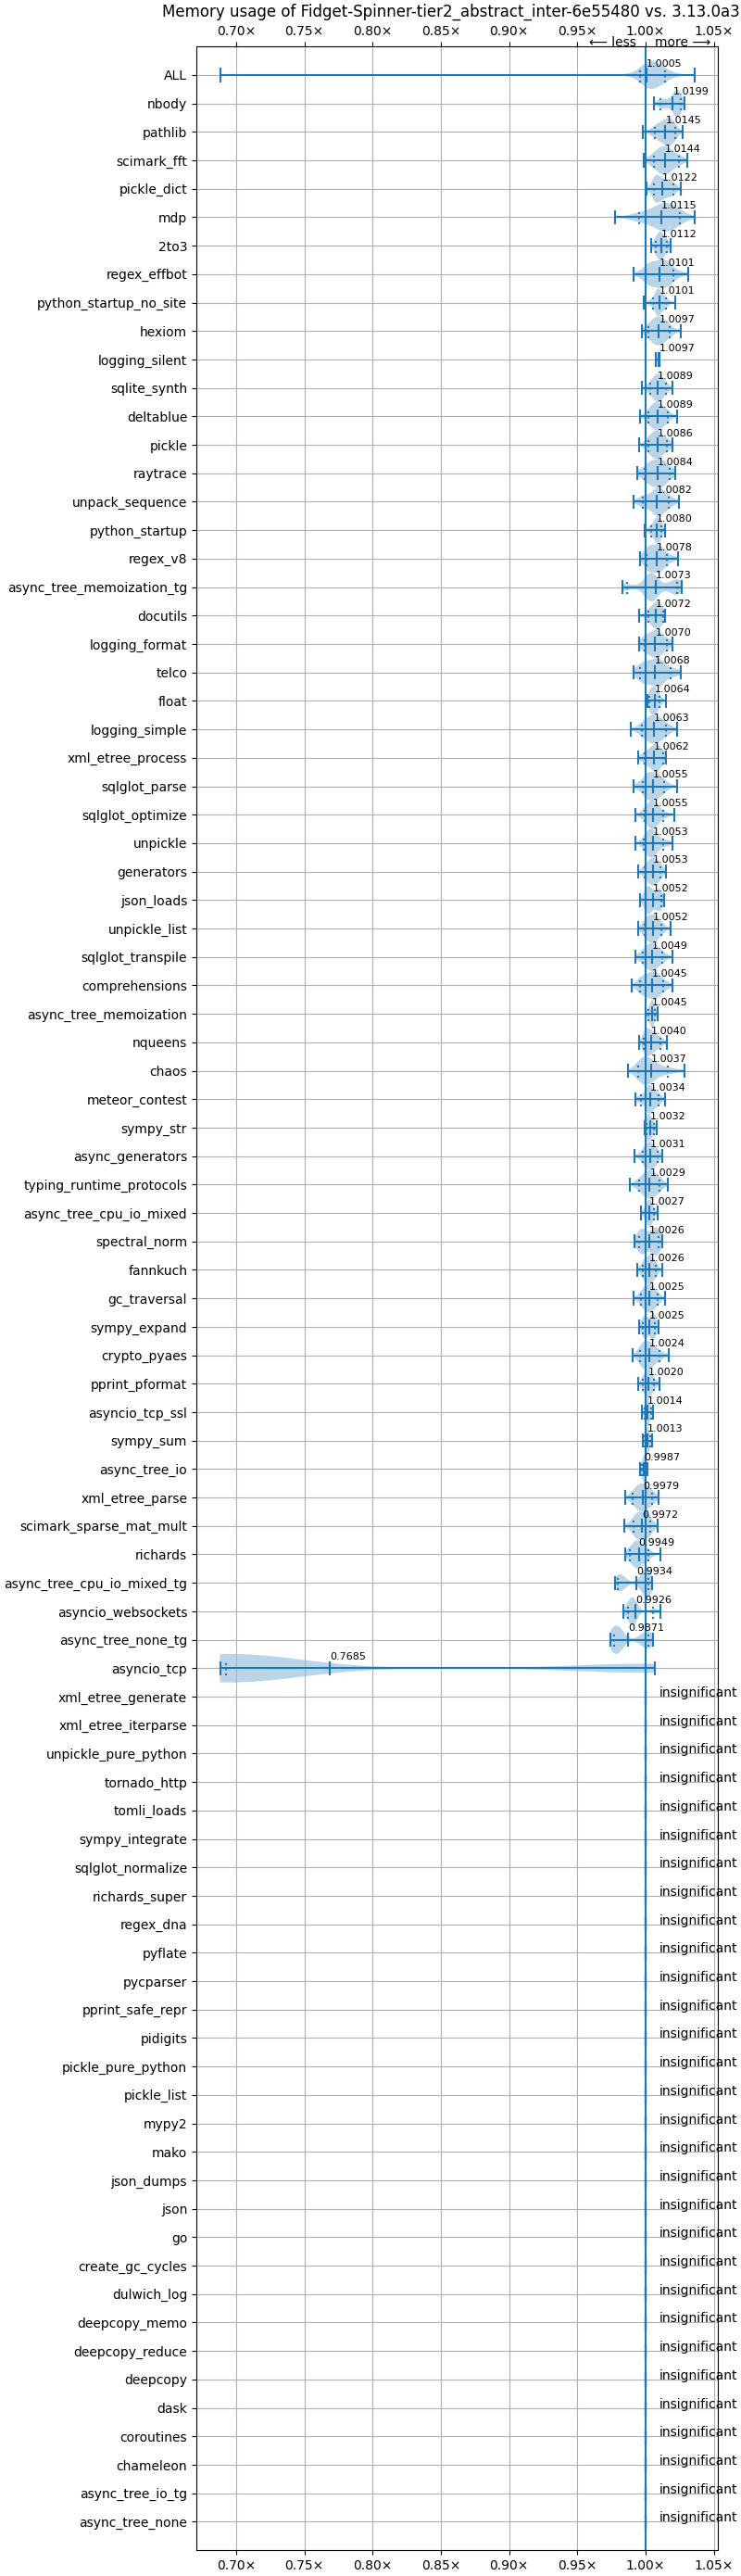 Memory usage of Fidget-Spinner-tier2_abstract_inter-6e55480 vs. 3.13.0a3
0.70× 0.75× 0.80× 0.85× 0.90× 0.95× 1.00× 1.05×
⟵ less more ⟶
ALL 1.0005
nbody 1.0199
pathlib 1.0145
scimark_fft 1.0144
pickle_dict 1.0122
mdp 1.0115
2to3 1.0112
regex_effbot 1.0101
python_startup_no_site 1.0101
hexiom 1.0097
logging_silent 1.0097
sqlite_synth 1.0089
deltablue 1.0089
pickle 1.0086
raytrace 1.0084
unpack_sequence 1.0082
python_startup 1.0080
regex_v8 1.0078
async_tree_memoization_tg 1.0073
docutils 1.0072
logging_format 1.0070
telco 1.0068
float 1.0064
logging_simple 1.0063
xml_etree_process 1.0062
sqlglot_parse 1.0055
sqlglot_optimize 1.0055
unpickle 1.0053
generators 1.0053
json_loads 1.0052
unpickle_list 1.0052
sqlglot_transpile 1.0049
comprehensions 1.0045
async_tree_memoization 1.0045
nqueens 1.0040
chaos 1.0037
meteor_contest 1.0034
sympy_str 1.0032
async_generators 1.0031
typing_runtime_protocols 1.0029
async_tree_cpu_io_mixed 1.0027
spectral_norm 1.0026
fannkuch 1.0026
gc_traversal 1.0025
sympy_expand 1.0025
crypto_pyaes 1.0024
pprint_pformat 1.0020
asyncio_tcp_ssl 1.0014
sympy_sum 1.0013
async_tree_io 0.9987
xml_etree_parse 0.9979
scimark_sparse_mat_mult 0.9972
richards 0.9949
async_tree_cpu_io_mixed_tg 0.9934
asyncio_websockets 0.9926
async_tree_none_tg 0.9871
asyncio_tcp 0.7685
xml_etree_generate insignificant
xml_etree_iterparse insignificant
unpickle_pure_python insignificant
tornado_http insignificant
tomli_loads insignificant
sympy_integrate insignificant
sqlglot_normalize insignificant
richards_super insignificant
regex_dna insignificant
pyflate insignificant
pycparser insignificant
pprint_safe_repr insignificant
pidigits insignificant
pickle_pure_python insignificant
pickle_list insignificant
mypy2 insignificant
mako insignificant
json_dumps insignificant
json insignificant
go insignificant
create_gc_cycles insignificant
dulwich_log insignificant
deepcopy_memo insignificant
deepcopy_reduce insignificant
deepcopy insignificant
dask insignificant
coroutines insignificant
chameleon insignificant
async_tree_io_tg insignificant
async_tree_none insignificant
0.70× 0.75× 0.80× 0.85× 0.90× 0.95× 1.00× 1.05×